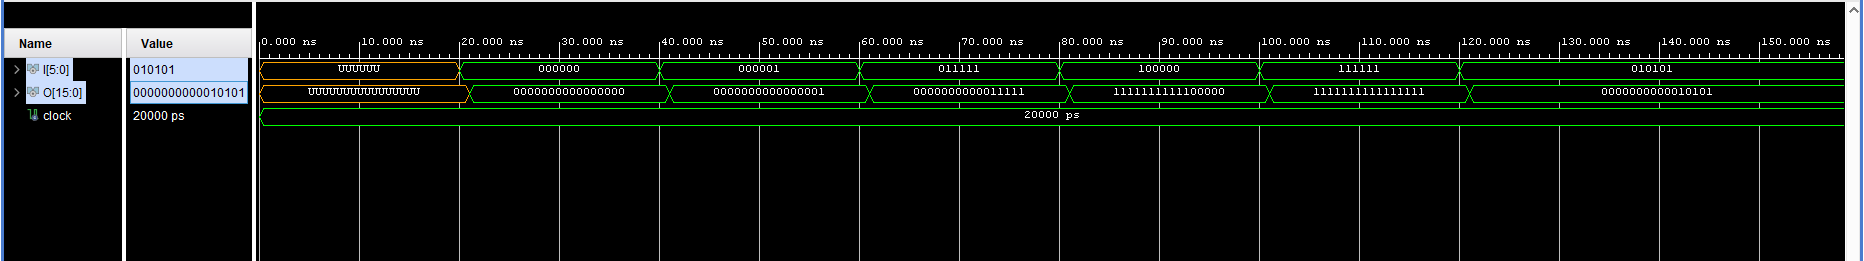 0.000 ns 10.000 ns 20.000 ns 30.000 ns 40.000 ns 50.000 ns 60.000 ns 70.000 ns 80.000 ns 90.000 ns 100.000 ns 110.000 ns 120.000 ns 130.000 ns 140.000 ns 150.000 ns
Name Value
I[5:0] 010101 UUUUUU 000000 000001 011111 100000 111111 010101
O[15:0] 0000000000010101 UUUUUUUUUUUUUUUU 0000000000000000 0000000000000001 0000000000011111 1111111111100000 1111111111111111 0000000000010101
clock 20000 ps 20000 ps